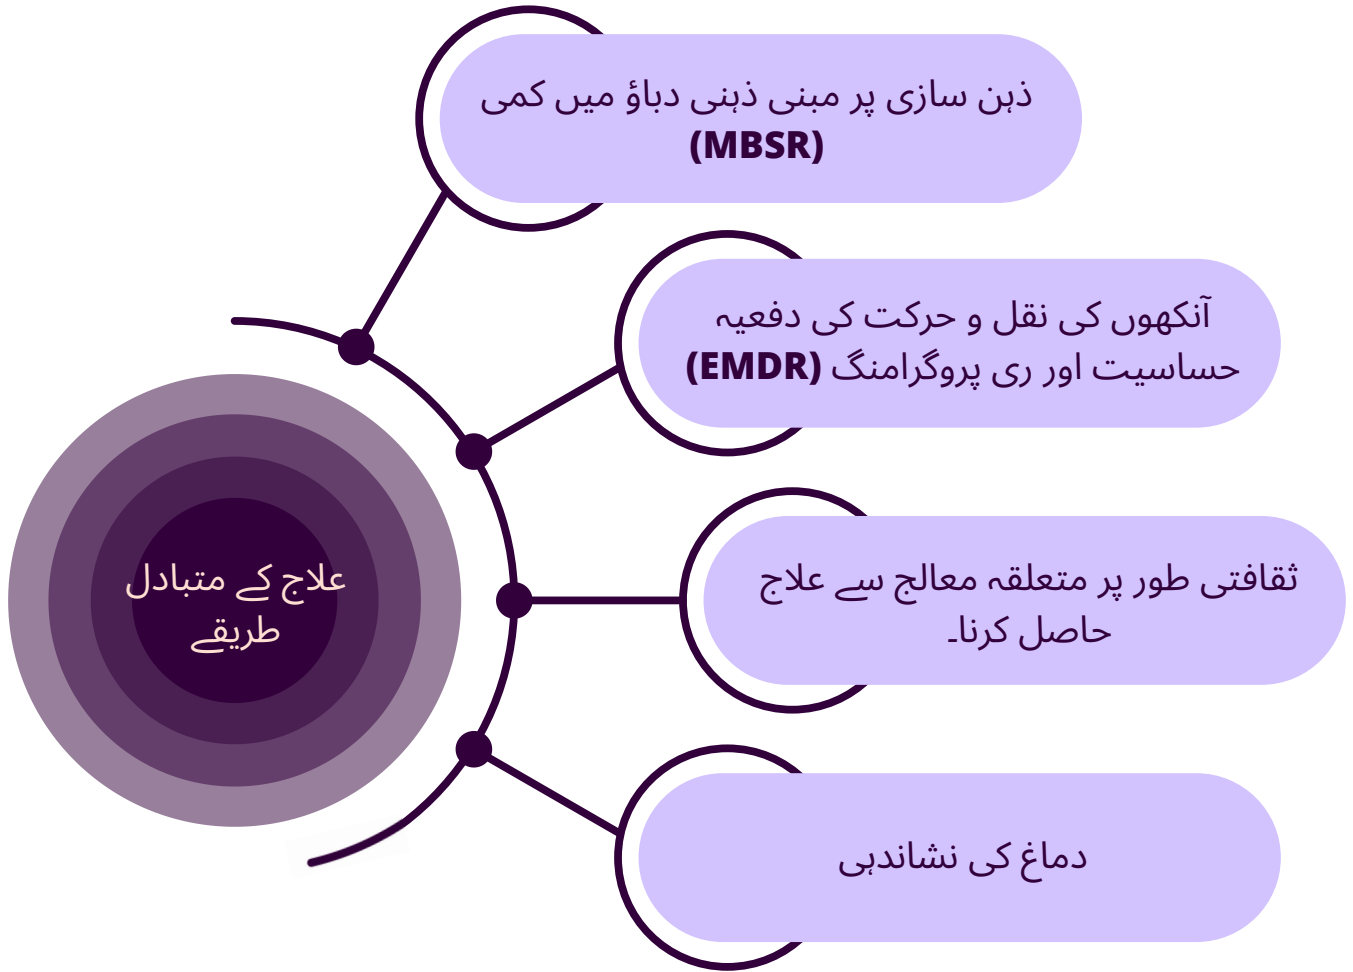 ذہن سازی پر مبنی ذہنی دباؤ میں کمی
(MBSR)
آنکھوں کی نقل و حرکت کی دفعیہ
حساسیت اور ری پروگرامنگ (EMDR)
ثقافتی طور پر متعلقہ معالج سے علاج
حاصل کرنا۔
دماغ کی نشاندہی
علاج کے متبادل
طریقے